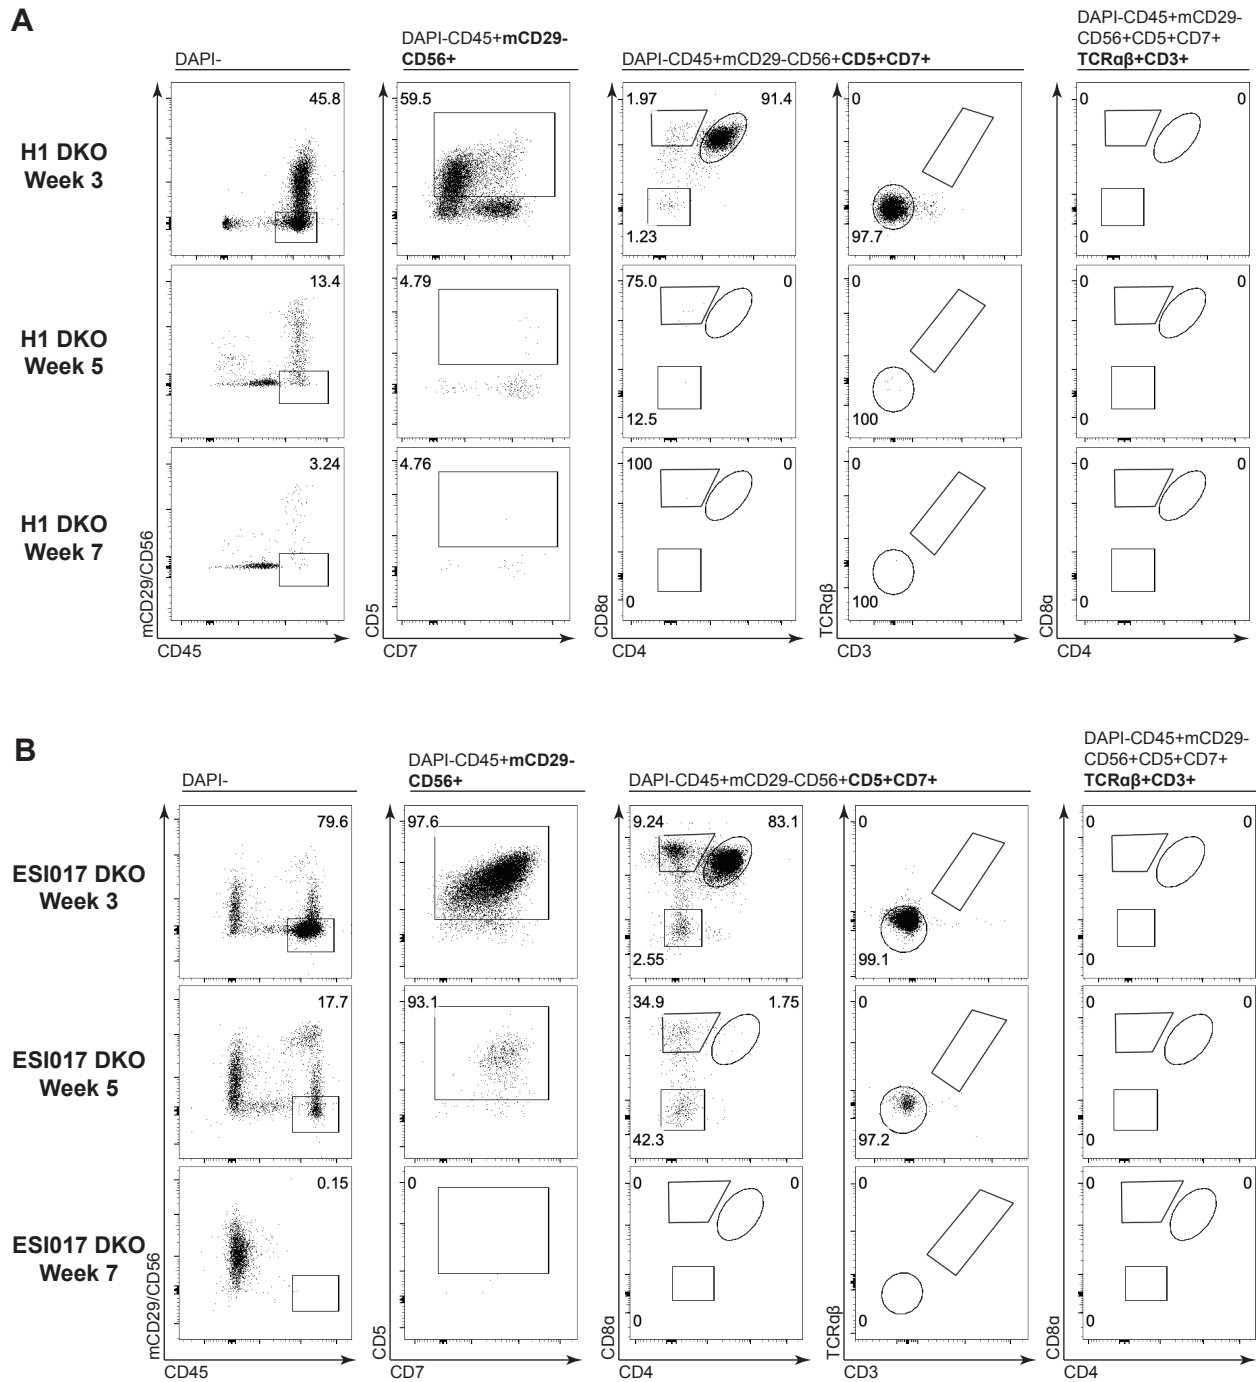 A
DAPI-
DAPI-CD45+mCD29-
CD56+
DAPI-CD45+mCD29-CD56+CD5+CD7+
DAPI-CD45+mCD29-
CD56+CD5+CD7+
TCRαβ+CD3+
H1 DKO
Week 3
45.8
59.5
1.97
91.4
1.23
0
97.7
0
0
0
H1 DKO
Week 5
13.4
4.79
75.0
0
12.5
0
100
0
0
0
H1 DKO
Week 7
3.24
4.76
100
0
0
0
100
0
0
0
mCD29/CD56
CD45
CD5
CD7
CD8α
CD4
TCRαβ
CD3
CD8α
CD4
B
DAPI-
DAPI-CD45+mCD29-
CD56+
DAPI-CD45+mCD29-CD56+CD5+CD7+
DAPI-CD45+mCD29-
CD56+CD5+CD7+
TCRαβ+CD3+
ESI017 DKO
Week 3
79.6
97.6
9.24
83.1
2.55
0
99.1
0
0
0
ESI017 DKO
Week 5
17.7
93.1
34.9
1.75
42.3
0
97.2
0
0
0
ESI017 DKO
Week 7
0.15
0
0
0
0
0
0
0
0
0
mCD29/CD56
CD45
CD5
CD7
CD8α
CD4
TCRαβ
CD3
CD8α
CD4